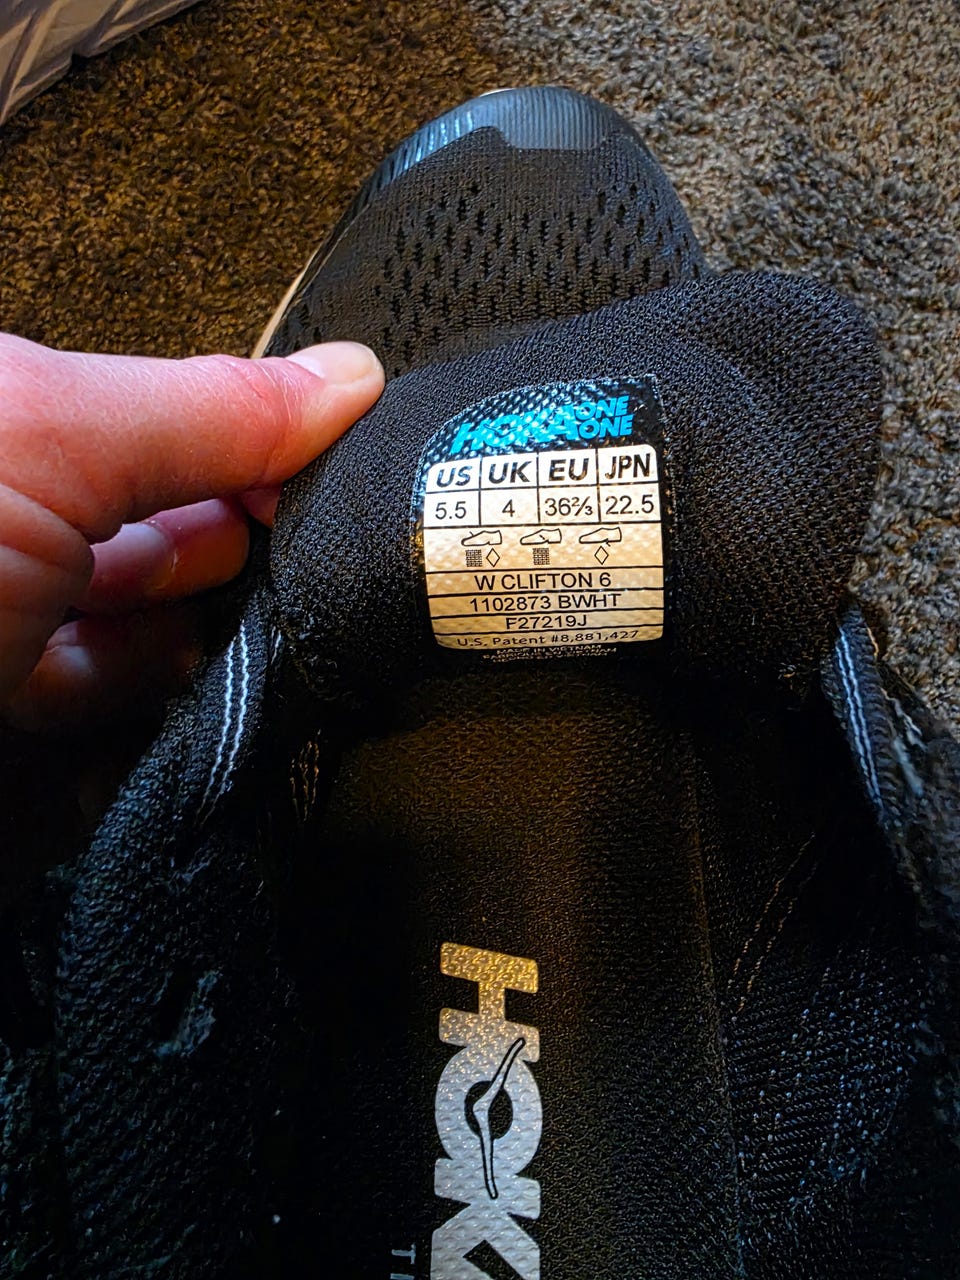 HOKA ONE ONE
US UK EU JPN
5.5 4 36⅔ 22.5
W CLIFTON 6
1102873 BWHT
F27219J
U.S. Patent #8,881,427
MADE IN VIETNAM
HOKA